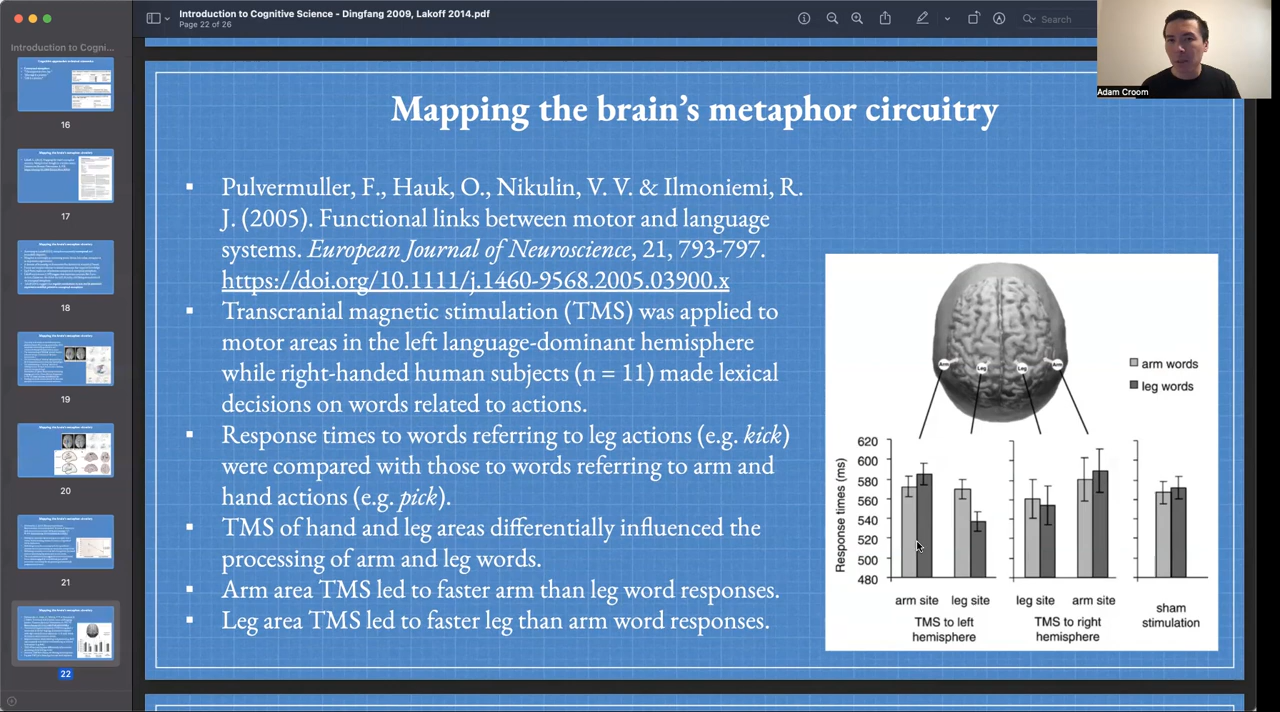 Introduction to Cognitive Science - Dingfang 2009, Lakoff 2014.pdf
Page 22 of 26
Search
Adam Croom
Introduction to Cogni...
16
17
18
19
20
21
22
Mapping the brain's metaphor circuitry
▪ Pulvermuller, F., Hauk, O., Nikulin, V. V. & Ilmoniemi, R.
J. (2005). Functional links between motor and language
systems. European Journal of Neuroscience, 21, 793-797.
https://doi.org/10.1111/j.1460-9568.2005.03900.x
▪ Transcranial magnetic stimulation (TMS) was applied to
motor areas in the left language-dominant hemisphere
while right-handed human subjects (n = 11) made lexical
decisions on words related to actions.
▪ Response times to words referring to leg actions (e.g. kick)
were compared with those to words referring to arm and
hand actions (e.g. pick).
▪ TMS of hand and leg areas differentially influenced the
processing of arm and leg words.
▪ Arm area TMS led to faster arm than leg word responses.
▪ Leg area TMS led to faster leg than arm word responses.
Arm Leg Leg Arm
arm words
leg words
Response times (ms)
620
600
580
560
540
520
500
480
arm site leg site leg site arm site
TMS to left
hemisphere
TMS to right
hemisphere
sham
stimulation